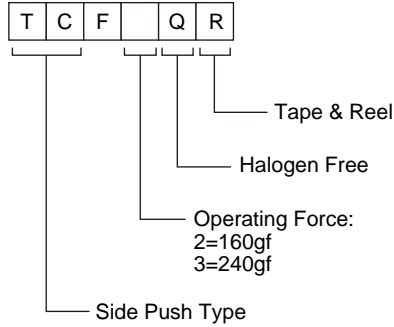 T C F Q R
Tape & Reel
Halogen Free
Operating Force:
2=160gf
3=240gf
Side Push Type